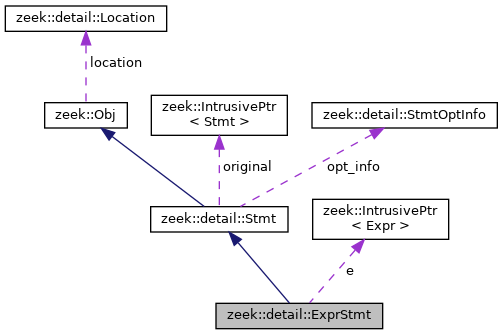 zeek::detail::Location
location
zeek::Obj
zeek::IntrusivePtr
< Stmt >
zeek::detail::StmtOptInfo
original
opt_info
zeek::detail::Stmt
zeek::IntrusivePtr
< Expr >
e
zeek::detail::ExprStmt